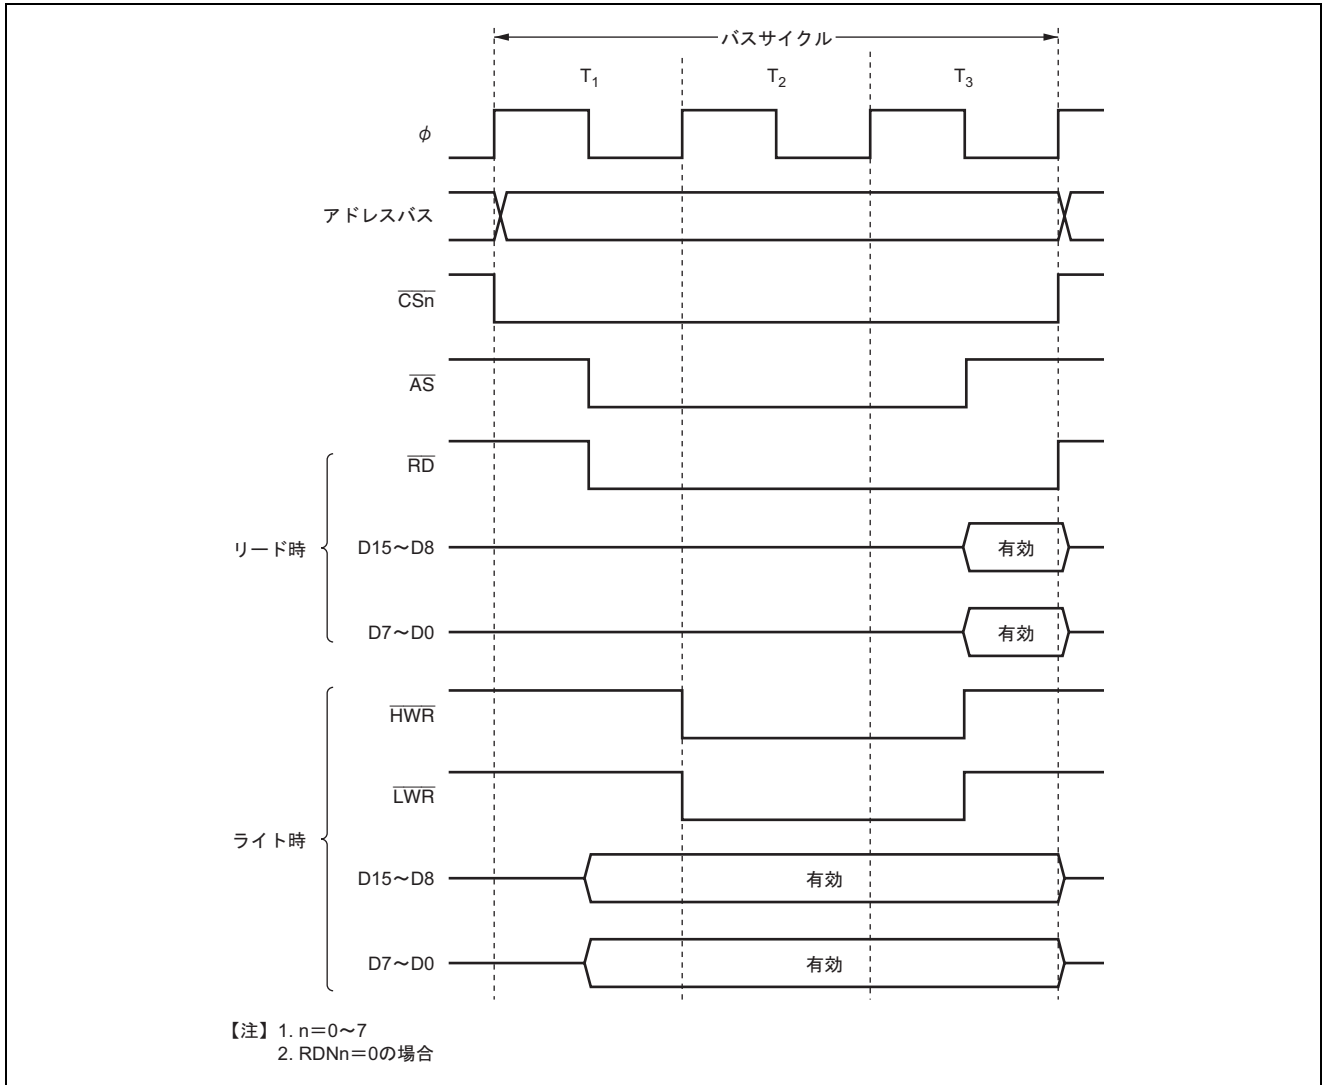 バスサイクル
T1 T2 T3
φ
アドレスバス
CSn
AS
RD
リード時
D15～D8 有効
D7～D0 有効
HWR
LWR
ライト時
D15～D8 有効
D7～D0 有効
【注】1. n＝0～7
2. RDNn＝0の場合